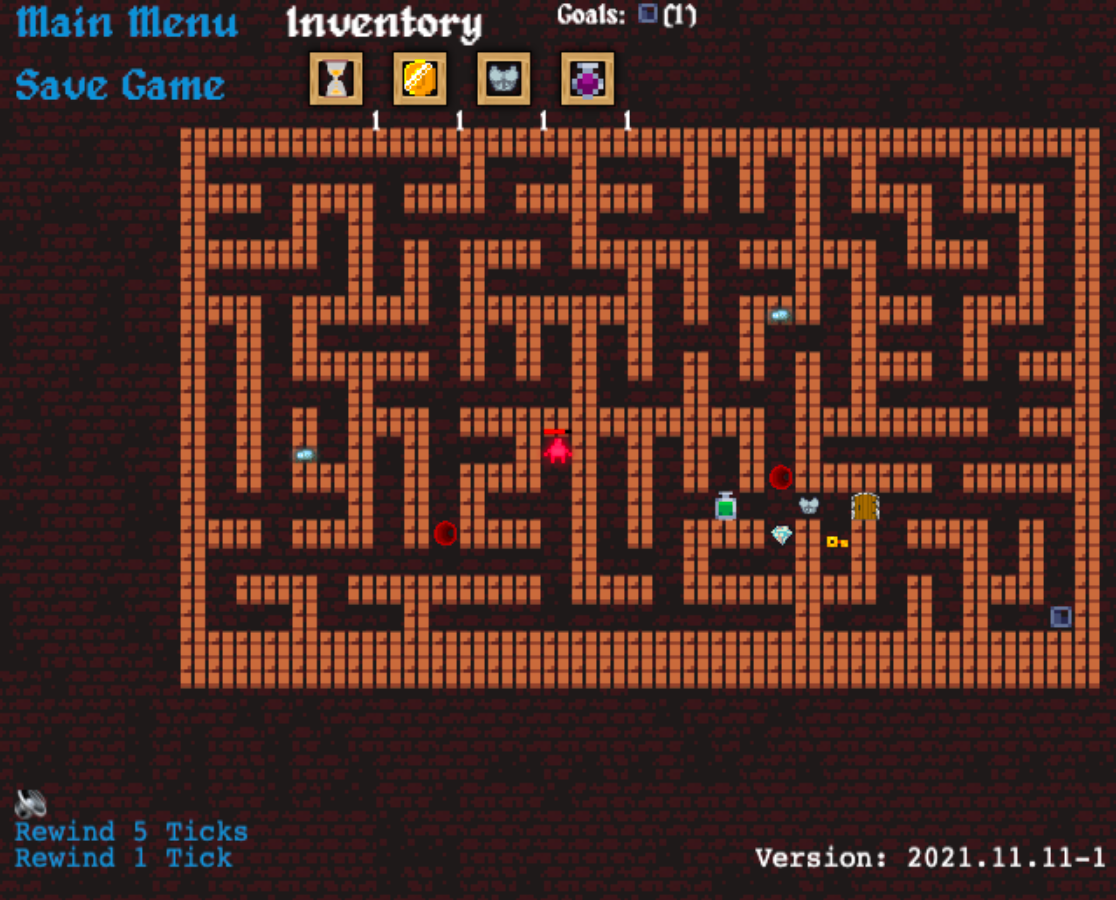 Main Menu
Inventory
Goals: (1)
Save Game
1 1 1 1
Rewind 5 Ticks
Rewind 1 Tick
Version: 2021.11.11-1